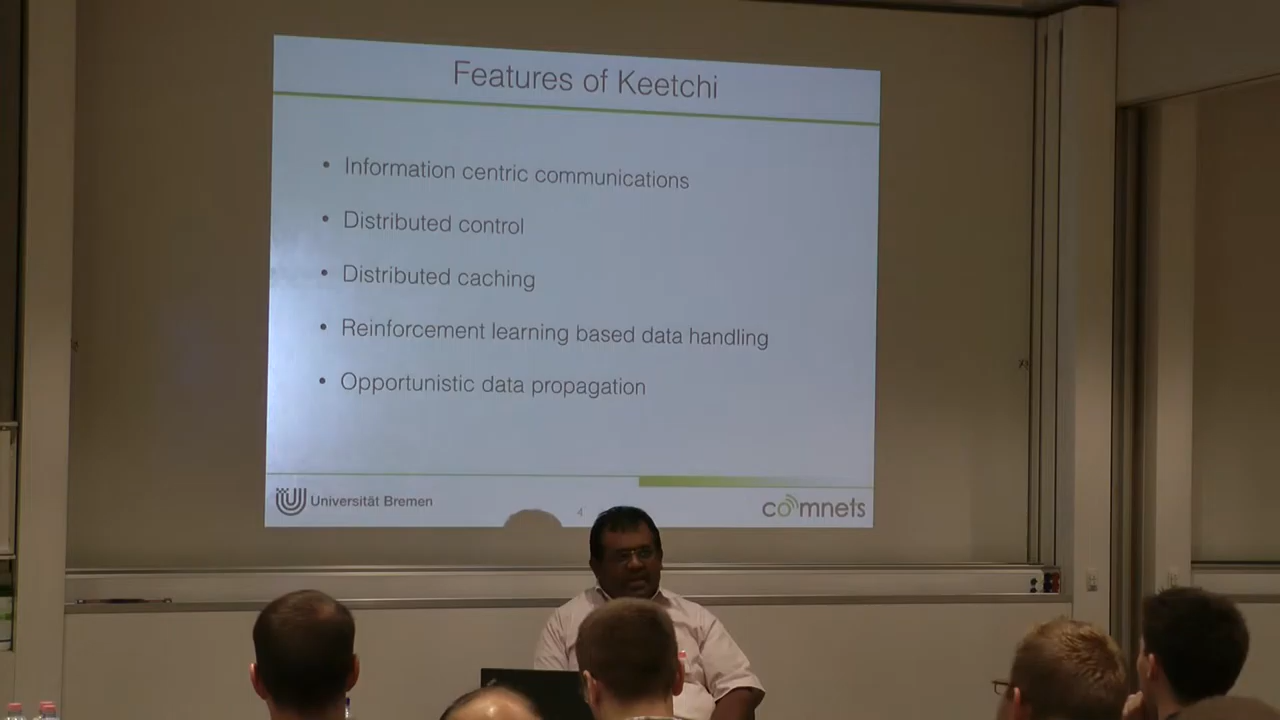 Features of Keetchi
• Information centric communications
• Distributed control
• Distributed caching
• Reinforcement learning based data handling
• Opportunistic data propagation
Universität Bremen
4
comnets